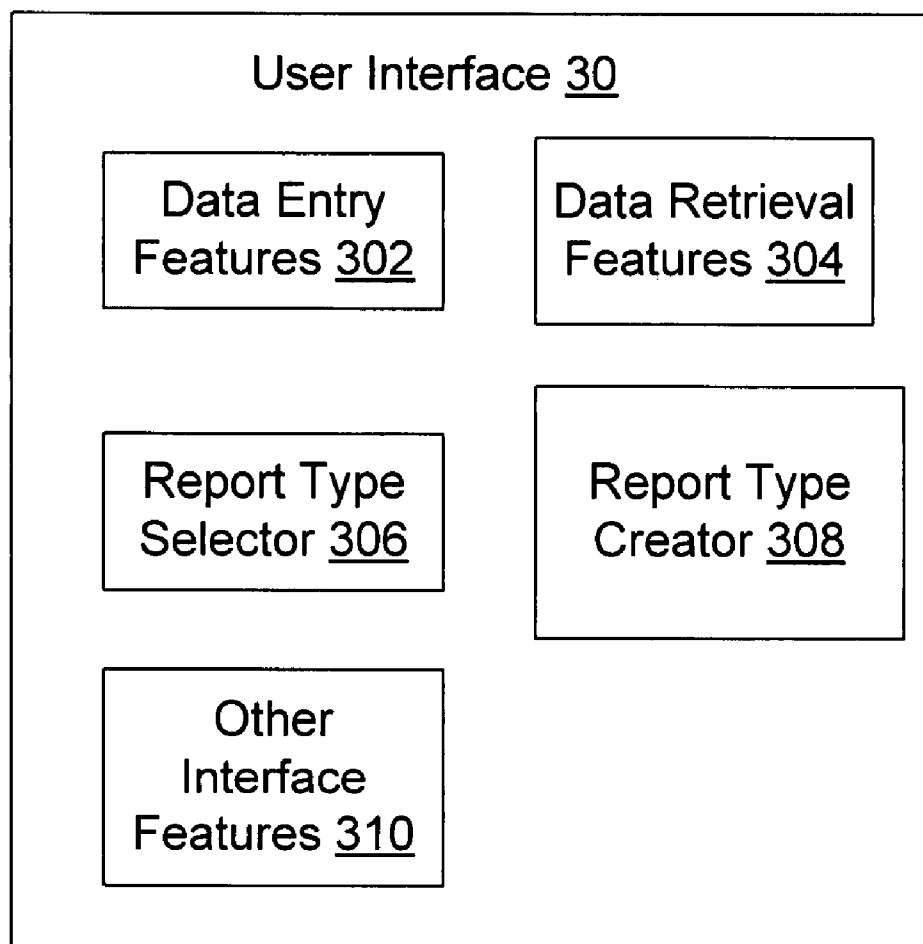 User Interface 30
Data Entry
Features 302
Data Retrieval
Features 304
Report Type
Selector 306
Report Type
Creator 308
Other
Interface
Features 310